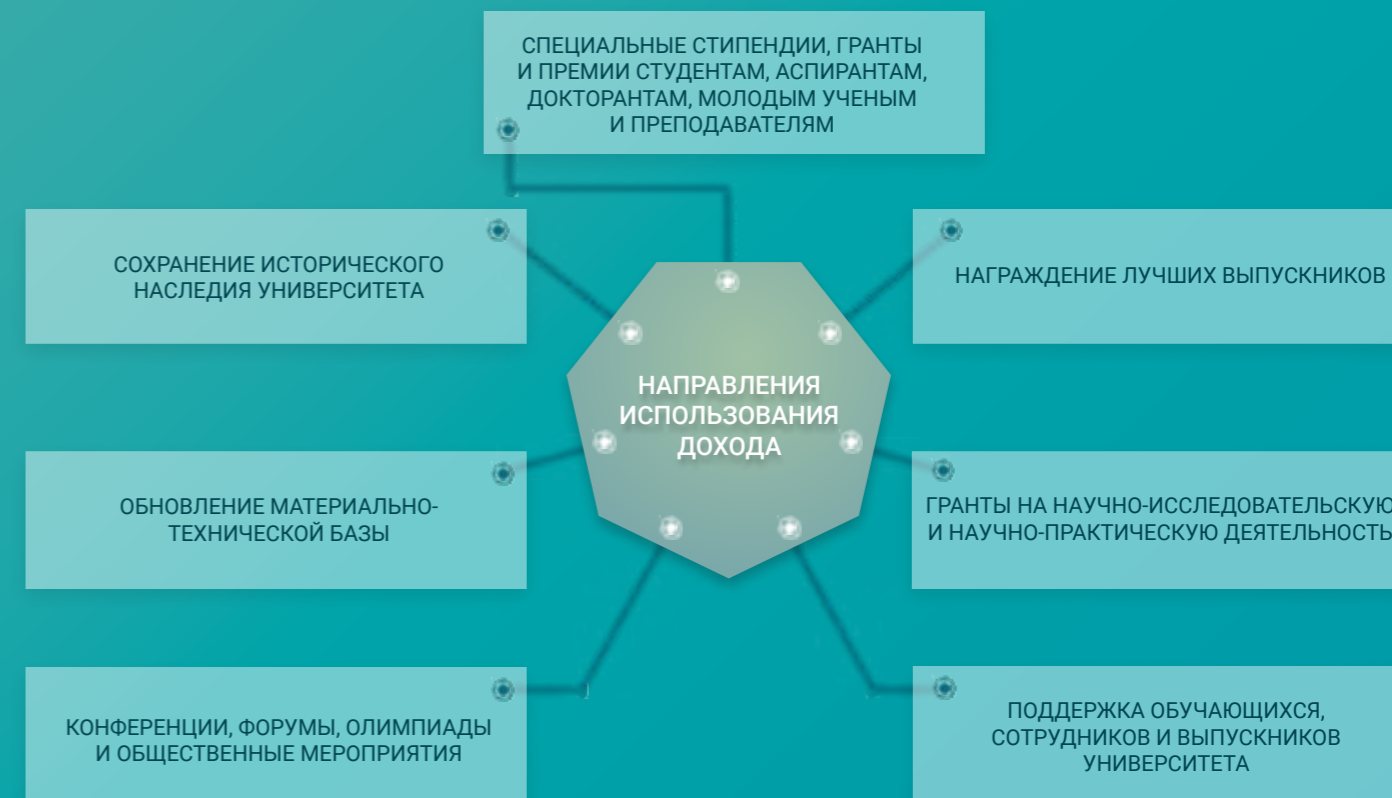 СПЕЦИАЛЬНЫЕ СТИПЕНДИИ, ГРАНТЫ
И ПРЕМИИ СТУДЕНТАМ, АСПИРАНТАМ,
ДОКТОРАНТАМ, МОЛОДЫМ УЧЕНЫМ
И ПРЕПОДАВАТЕЛЯМ
СОХРАНЕНИЕ ИСТОРИЧЕСКОГО
НАСЛЕДИЯ УНИВЕРСИТЕТА
НАГРАЖДЕНИЕ ЛУЧШИХ ВЫПУСКНИКОВ
НАПРАВЛЕНИЯ
ИСПОЛЬЗОВАНИЯ
ДОХОДА
ОБНОВЛЕНИЕ МАТЕРИАЛЬНО-
ТЕХНИЧЕСКОЙ БАЗЫ
ГРАНТЫ НА НАУЧНО-ИССЛЕДОВАТЕЛЬСКУЮ
И НАУЧНО-ПРАКТИЧЕСКУЮ ДЕЯТЕЛЬНОСТЬ
КОНФЕРЕНЦИИ, ФОРУМЫ, ОЛИМПИАДЫ
И ОБЩЕСТВЕННЫЕ МЕРОПРИЯТИЯ
ПОДДЕРЖКА ОБУЧАЮЩИХСЯ,
СОТРУДНИКОВ И ВЫПУСКНИКОВ
УНИВЕРСИТЕТА